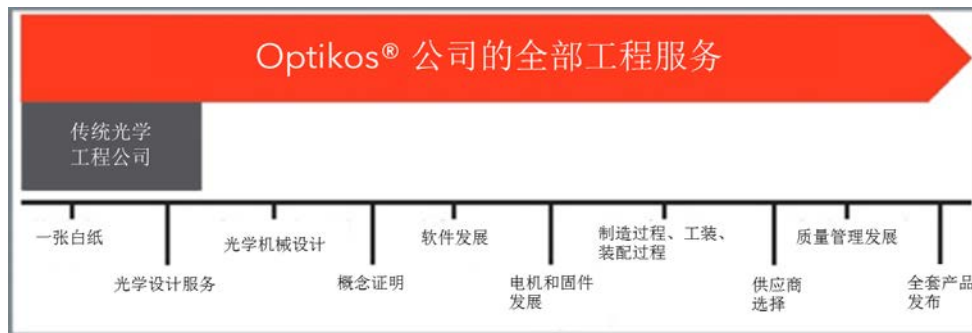 Optikos® 公司的全部工程服务
传统光学
工程公司
一张白纸
光学设计服务
光学机械设计
概念证明
软件发展
电机和固件
发展
制造过程、工装、
装配过程
供应商
选择
质量管理发展
全套产品
发布